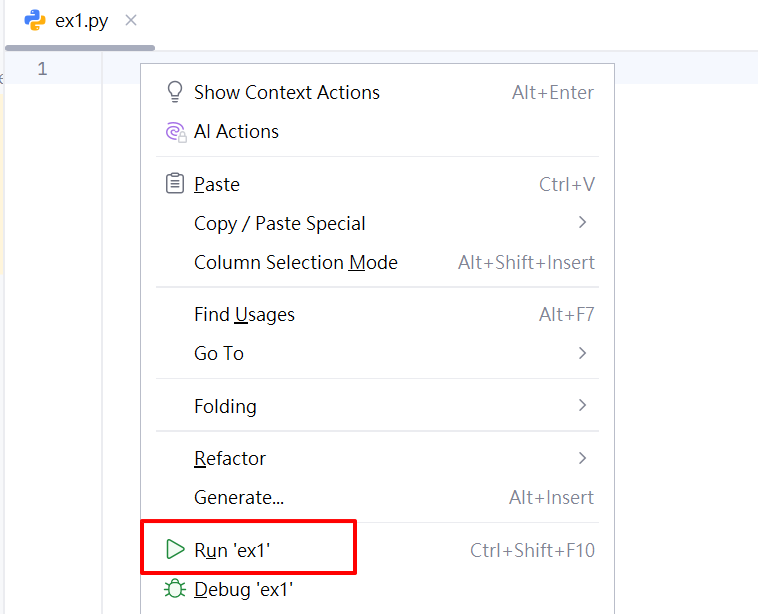 ex1.py
1
Show Context Actions Alt+Enter
AI Actions
Paste Ctrl+V
Copy / Paste Special
Column Selection Mode Alt+Shift+Insert
Find Usages Alt+F7
Go To
Folding
Refactor
Generate... Alt+Insert
Run 'ex1' Ctrl+Shift+F10
Debug 'ex1'